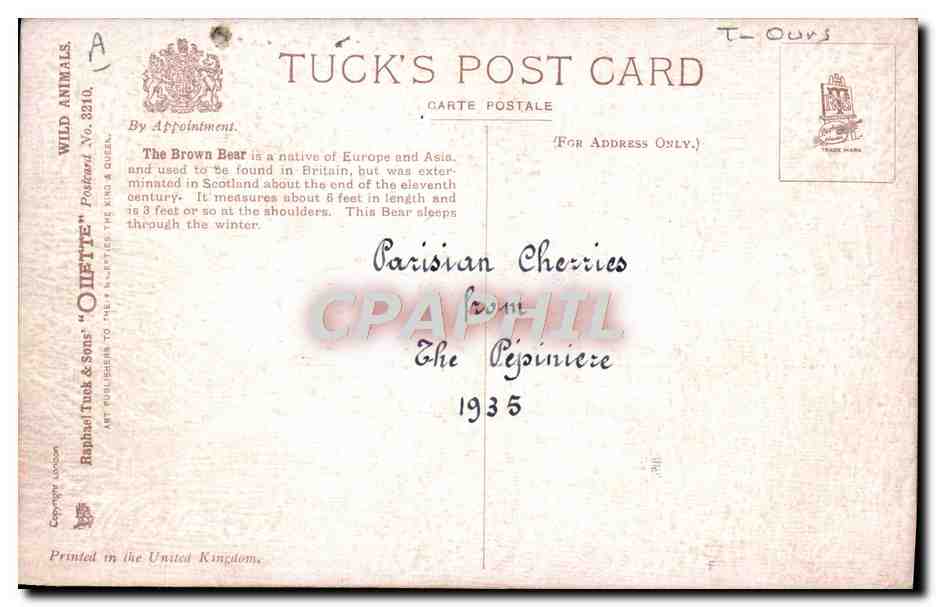 A
T- Ours
WILD ANIMALS.
Raphael Tuck & Sons' "OILETTE" Postcard No. 3210.
ART PUBLISHERS TO THEIR MAJESTIES THE KING & QUEEN.
Copyright London
By Appointment.
TUCK'S POST CARD
CARTE POSTALE
(FOR ADDRESS ONLY.)
TRADE MARK
The Brown Bear is a native of Europe and Asia,
and used to be found in Britain, but was exter-
minated in Scotland about the end of the eleventh
century. It measures about 6 feet in length and
is 3 feet or so at the shoulders. This Bear sleeps
through the winter.
Parisian Cherries
from
The Pépiniere
1935
CPAPHIL
Printed in the United Kingdom.